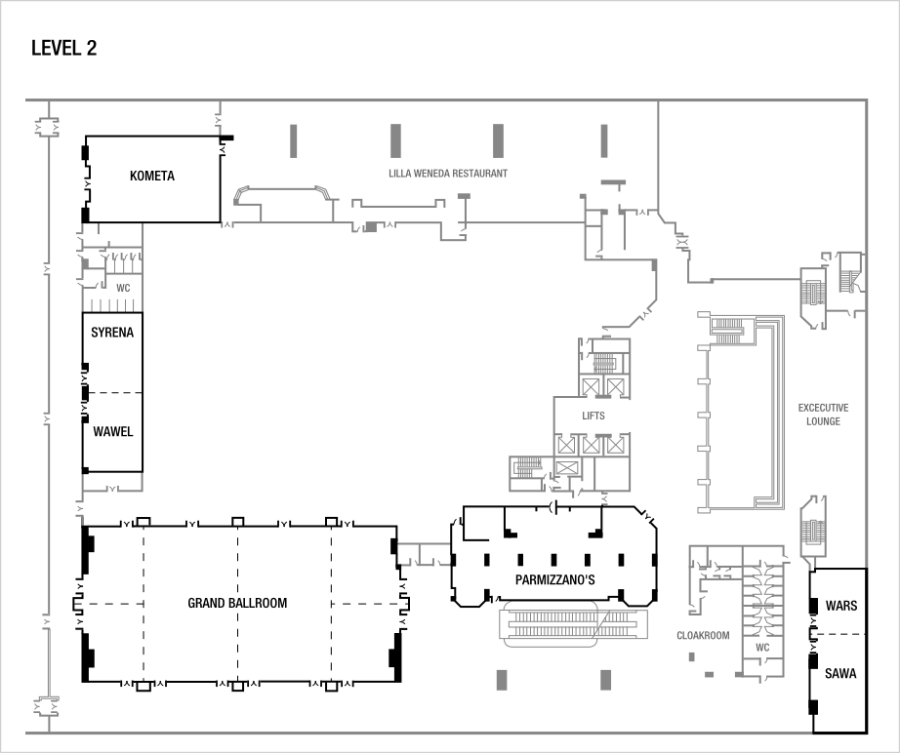 LEVEL 2
KOMETA
LILLA WENEDA RESTAURANT
WC
SYRENA
WAWEL
LIFTS
EXCECUTIVE
LOUNGE
PARMIZZANO'S
GRAND BALLROOM
CLOAKROOM
WC
WARS
SAWA